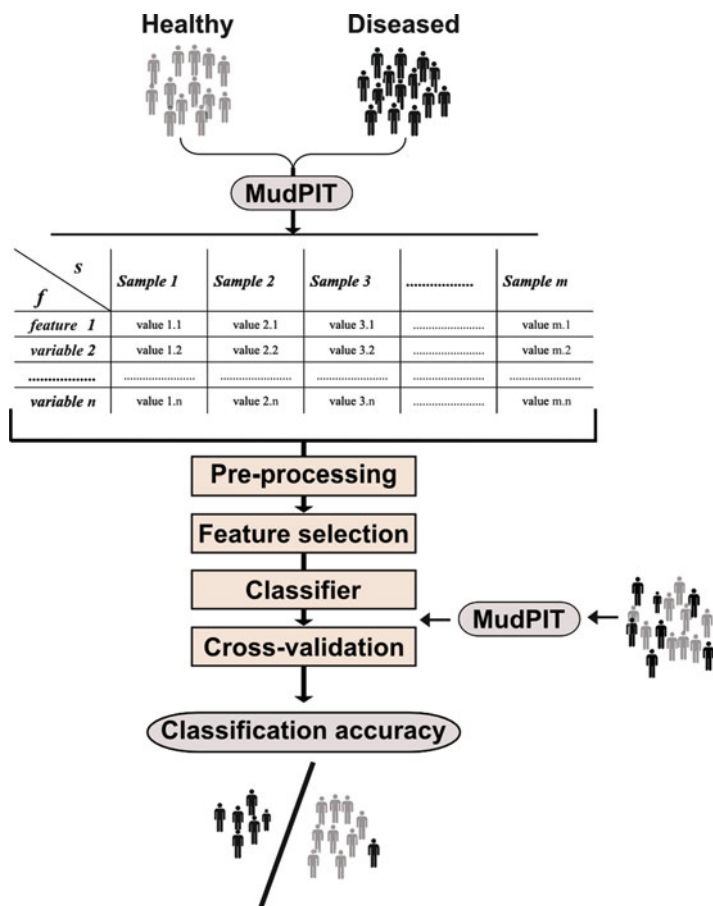 Healthy Diseased
MudPIT
s
f
Sample 1 Sample 2 Sample 3 ................ Sample m
feature 1 value 1.1 value 2.1 value 3.1 ........................ value m.1
variable 2 value 1.2 value 2.2 value 3.2 ........................ value m.2
................. ........................ ........................ ........................ ........................ ........................
variable n value 1.n value 2.n value 3.n ........................ value m.n
Pre-processing
Feature selection
Classifier
MudPIT
Cross-validation
Classification accuracy